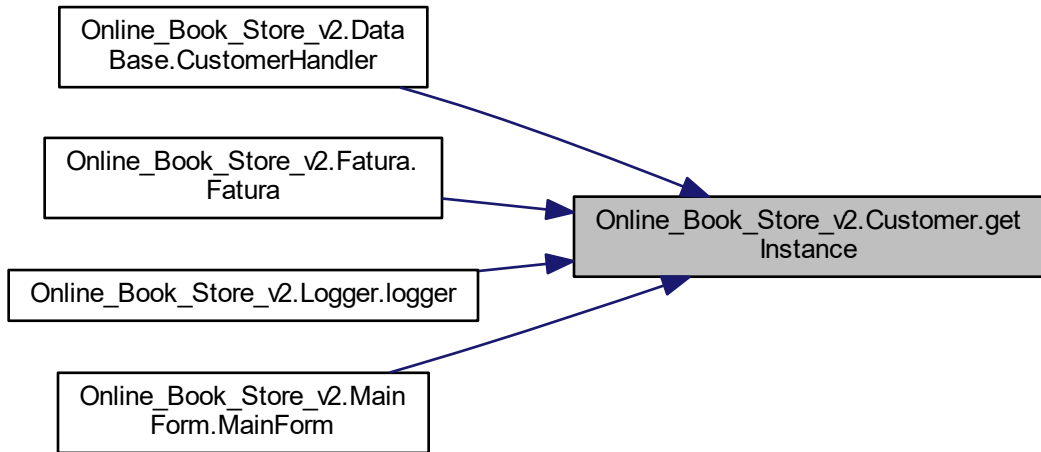 Online_Book_Store_v2.Data
Base.CustomerHandler
Online_Book_Store_v2.Fatura.
Fatura
Online_Book_Store_v2.Customer.get
Instance
Online_Book_Store_v2.Logger.logger
Online_Book_Store_v2.Main
Form.MainForm